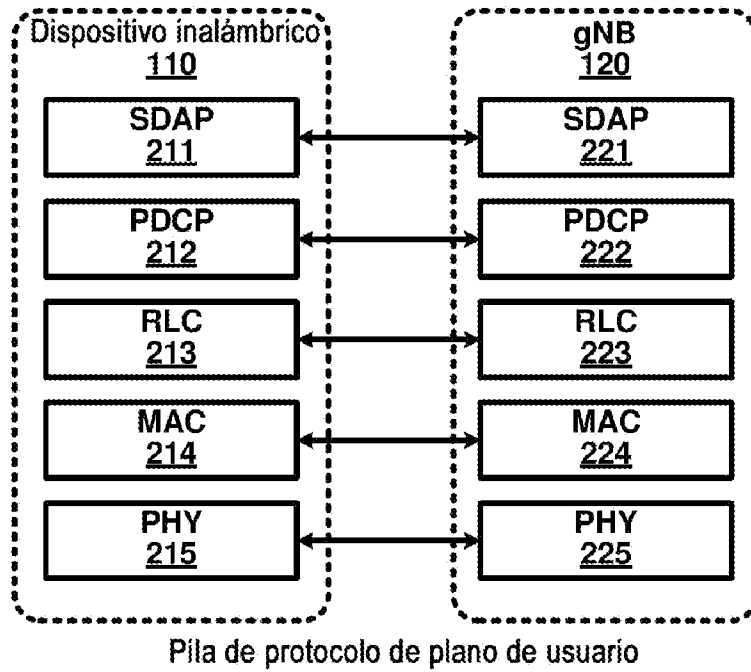 Dispositivo inalámbrico
110
SDAP
211
PDCP
212
RLC
213
MAC
214
PHY
215
gNB
120
SDAP
221
PDCP
222
RLC
223
MAC
224
PHY
225
Pila de protocolo de plano de usuario